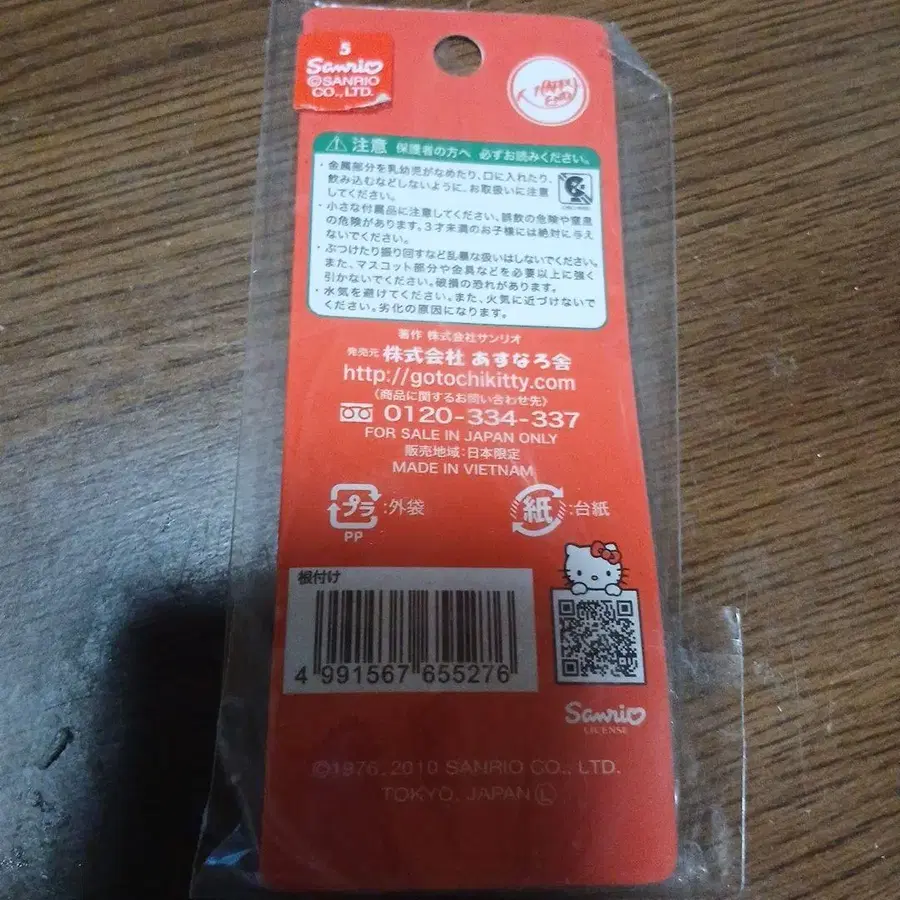 5
Sanrio
©SANRIO
CO., LTD.
HAPPY
⚠ 注意 保護者の方へ 必ずお読みください。
・金属部分を乳幼児がなめたり、口に入れたり、
飲み込むなどしないように、お取扱いに注意
してください。
・小さな付属品に注意してください、誤飲の危険や窒息
の危険があります。3才未満のお子様には絶対に与え
ないでください。
・ぶつけたり振り回すなど乱暴な扱いはしないでください。
また、マスコット部分や金具などを必要以上に強く
引かないでください。破損の恐れがあります。
・水気を避けてください。また、火気に近づけないで
ください。劣化の原因になります。
著作 株式会社サンリオ
発売元 株式会社 あすなろ舎
http://gotochikitty.com
〈商品に関するお問い合わせ先〉
0120-334-337
FOR SALE IN JAPAN ONLY
販売地域：日本限定
MADE IN VIETNAM
プラ :外袋
PP
紙 :台紙
根付け
4 991567 655276
Sanrio
LICENSE
©1976, 2010 SANRIO CO., LTD.
TOKYO, JAPAN Ⓛ